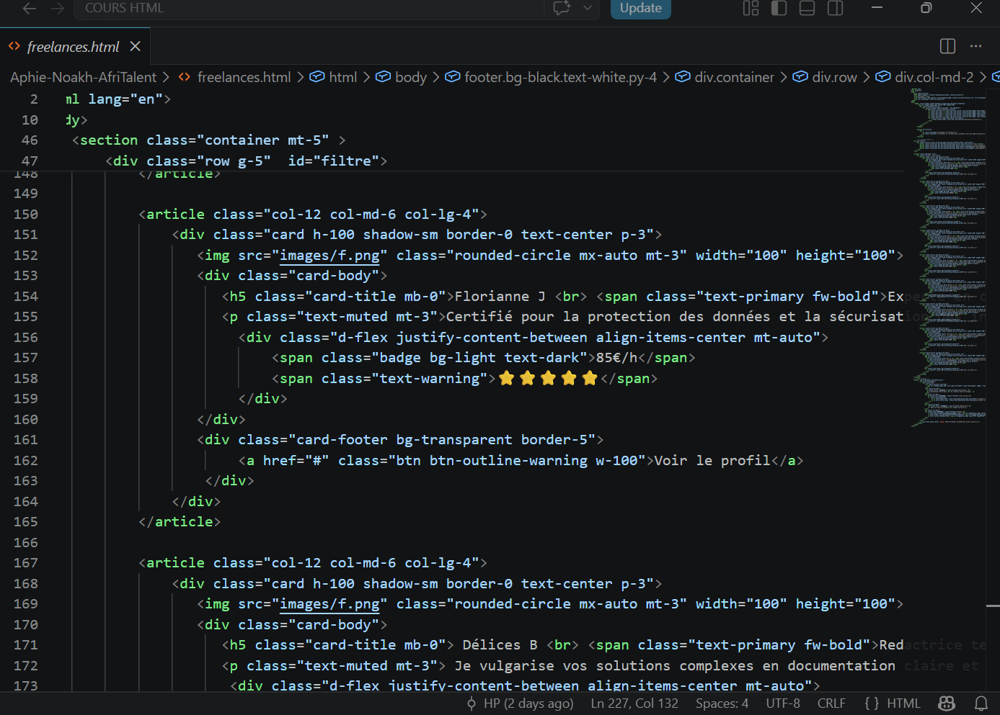 COURS HTML
Update
freelances.html
Aphie-Noakh-AfriTalent > freelances.html > html > body > footer.bg-black.text-white.py-4 > div.container > div.row > div.col-md-2 >
2 ml lang="en">
10 dy>
46 <section class="container mt-5" >
47 <div class="row g-5"  id="filtre">
148 </article>
149
150 <article class="col-12 col-md-6 col-lg-4">
151 <div class="card h-100 shadow-sm border-0 text-center p-3">
152 <img src="images/f.png" class="rounded-circle mx-auto mt-3" width="100" height="100">
153 <div class="card-body">
154 <h5 class="card-title mb-0">Florianne J <br> <span class="text-primary fw-bold">Experte en c
155 <p class="text-muted mt-3">Certifié pour la protection des données et la sécurisation
156 <div class="d-flex justify-content-between align-items-center mt-auto">
157 <span class="badge bg-light text-dark">85€/h</span>
158 <span class="text-warning">⭐⭐⭐⭐⭐</span>
159 </div>
160 </div>
161 <div class="card-footer bg-transparent border-5">
162 <a href="#" class="btn btn-outline-warning w-100">Voir le profil</a>
163 </div>
164 </div>
165 </article>
166
167 <article class="col-12 col-md-6 col-lg-4">
168 <div class="card h-100 shadow-sm border-0 text-center p-3">
169 <img src="images/f.png" class="rounded-circle mx-auto mt-3" width="100" height="100">
170 <div class="card-body">
171 <h5 class="card-title mb-0"> Délices B <br> <span class="text-primary fw-bold">Redactrice te
172 <p class="text-muted mt-3"> Je vulgarise vos solutions complexes en documentation claire et
173 <div class="d-flex justify-content-between align-items-center mt-auto">
HP (2 days ago) Ln 227, Col 132 Spaces: 4 UTF-8 CRLF { } HTML